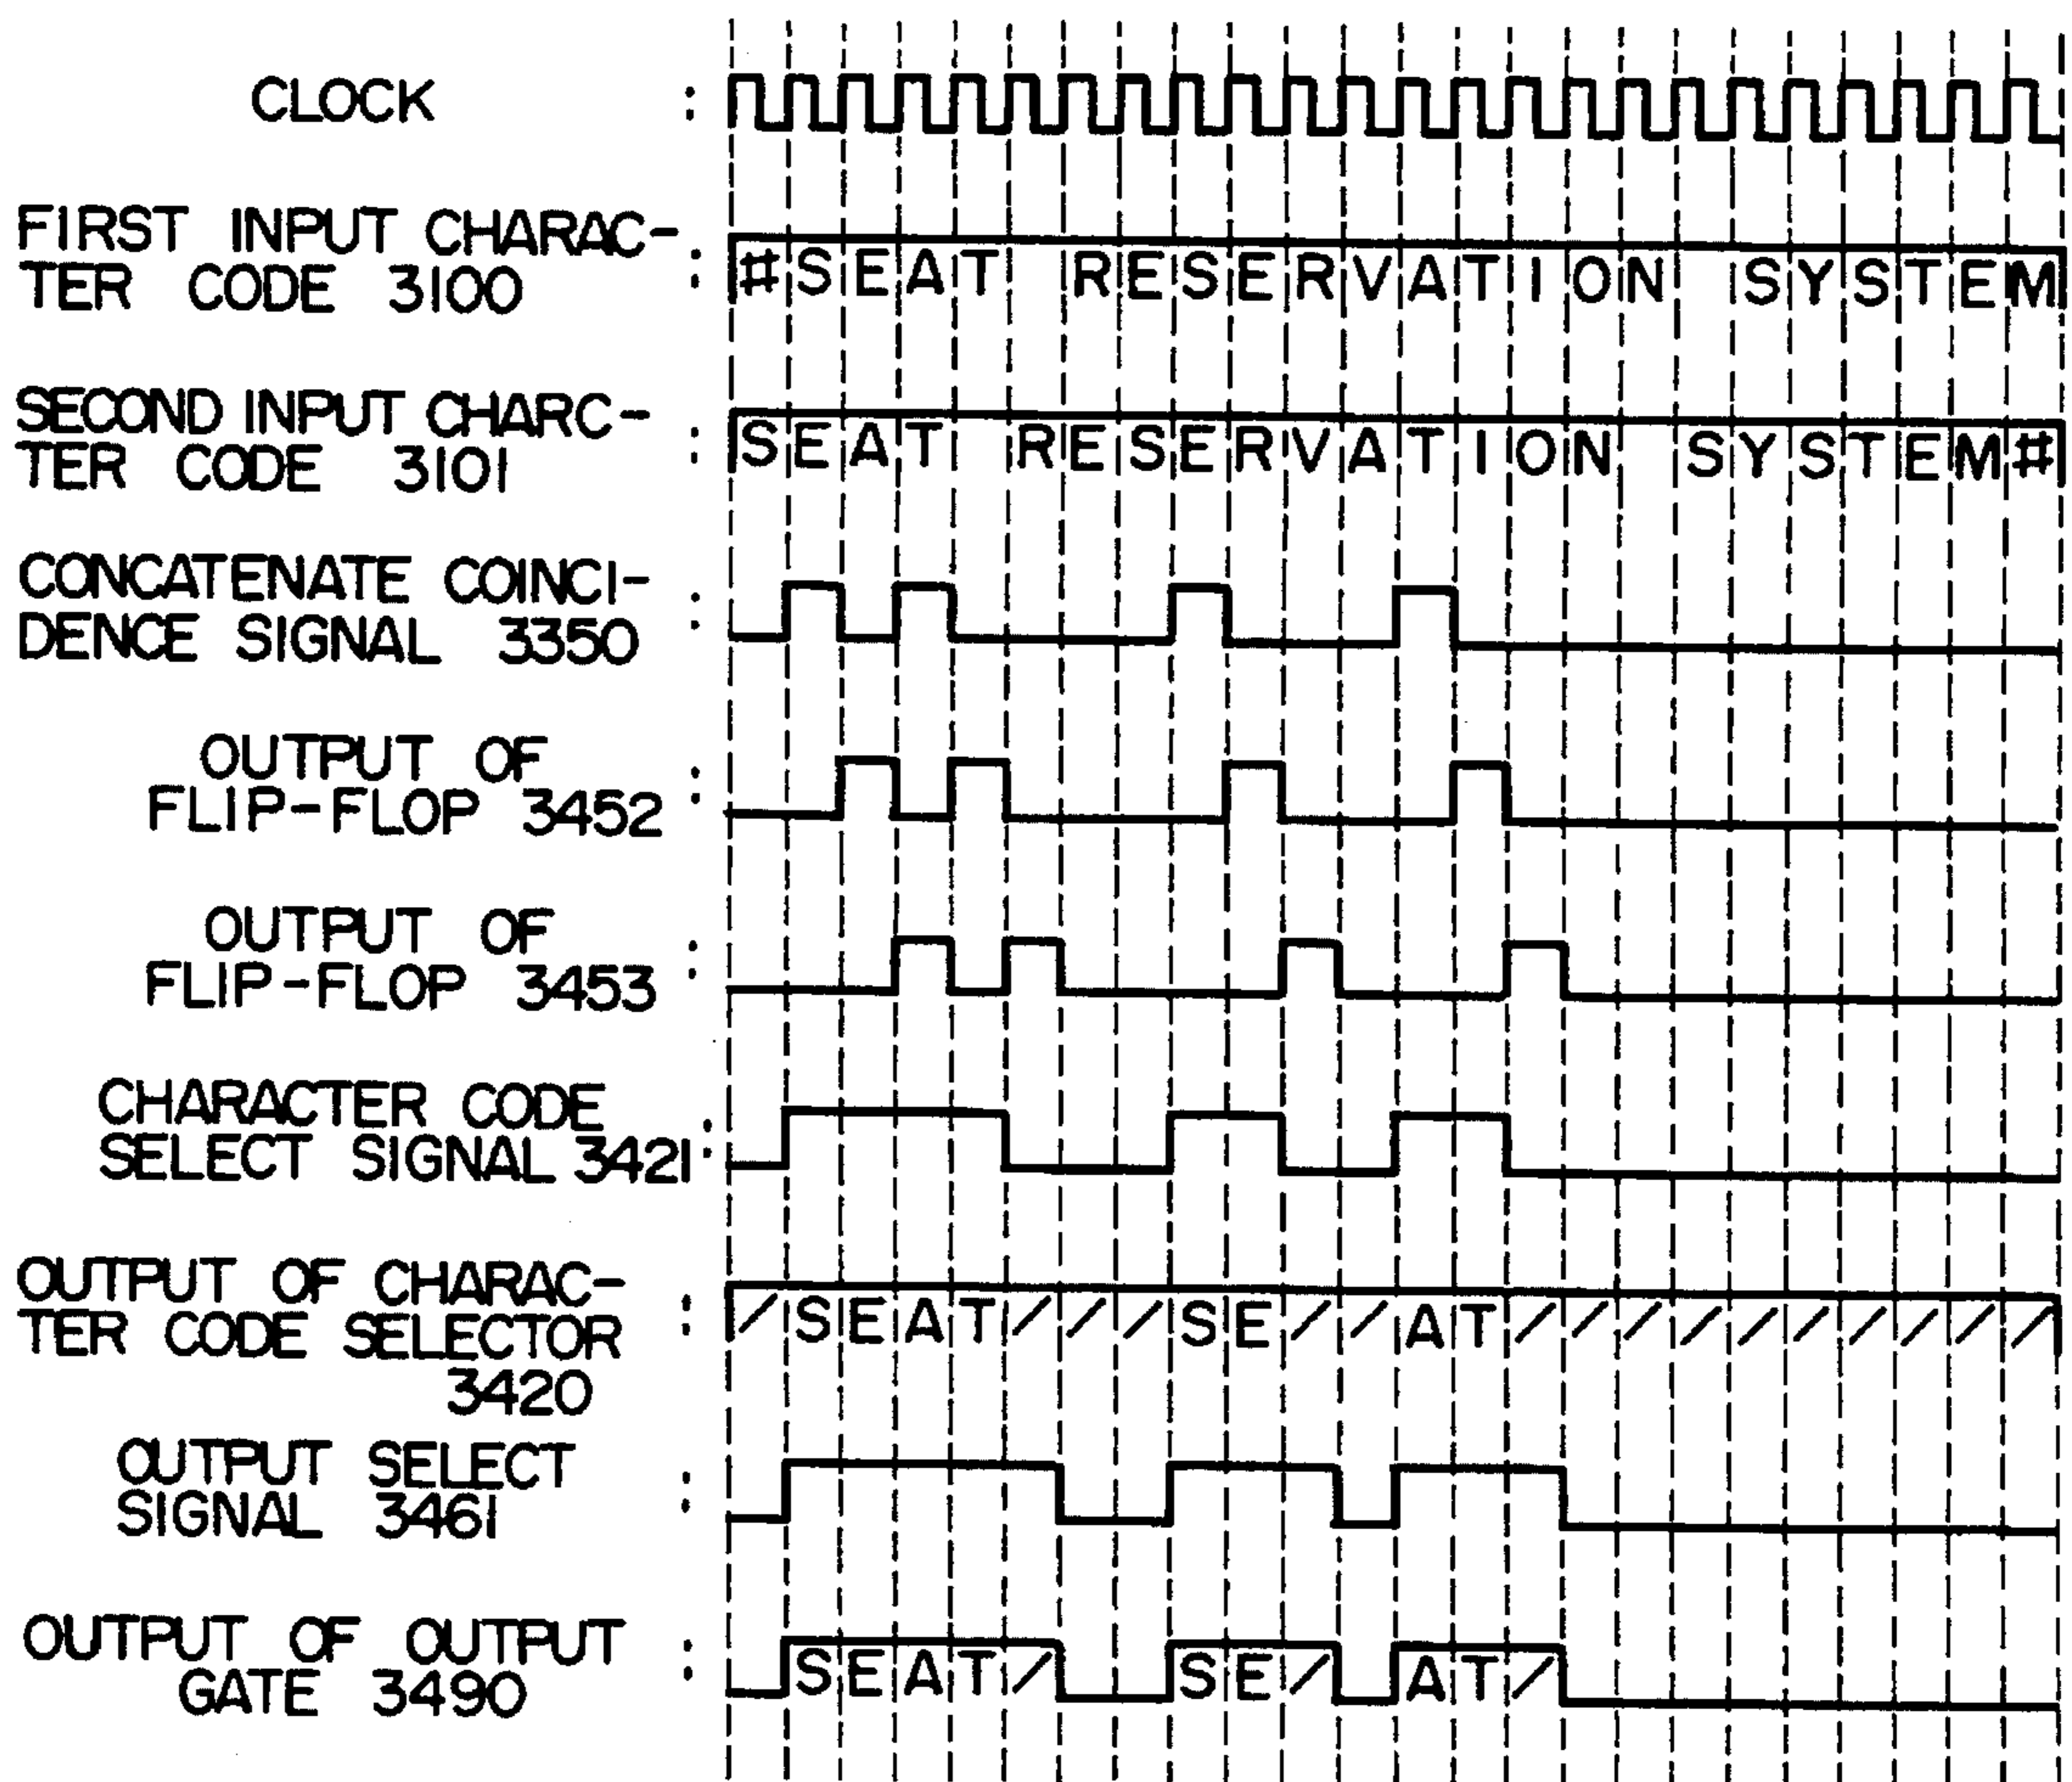 CLOCK :
FIRST INPUT CHARAC- :
TER CODE 3100
#SEAT RESERVATION SYSTEM
SECOND INPUT CHARC- :
TER CODE 3101
SEAT RESERVATION SYSTEM#
CONCATENATE COINCI- :
DENCE SIGNAL 3350
OUTPUT OF :
FLIP-FLOP 3452
OUTPUT OF :
FLIP-FLOP 3453
CHARACTER CODE
SELECT SIGNAL 3421 :
OUTPUT OF CHARAC- :
TER CODE SELECTOR
3420
/SEAT///SE//AT//////////
OUTPUT SELECT :
SIGNAL 3461
OUTPUT OF OUTPUT :
GATE 3490
SEAT/ SE/ AT/